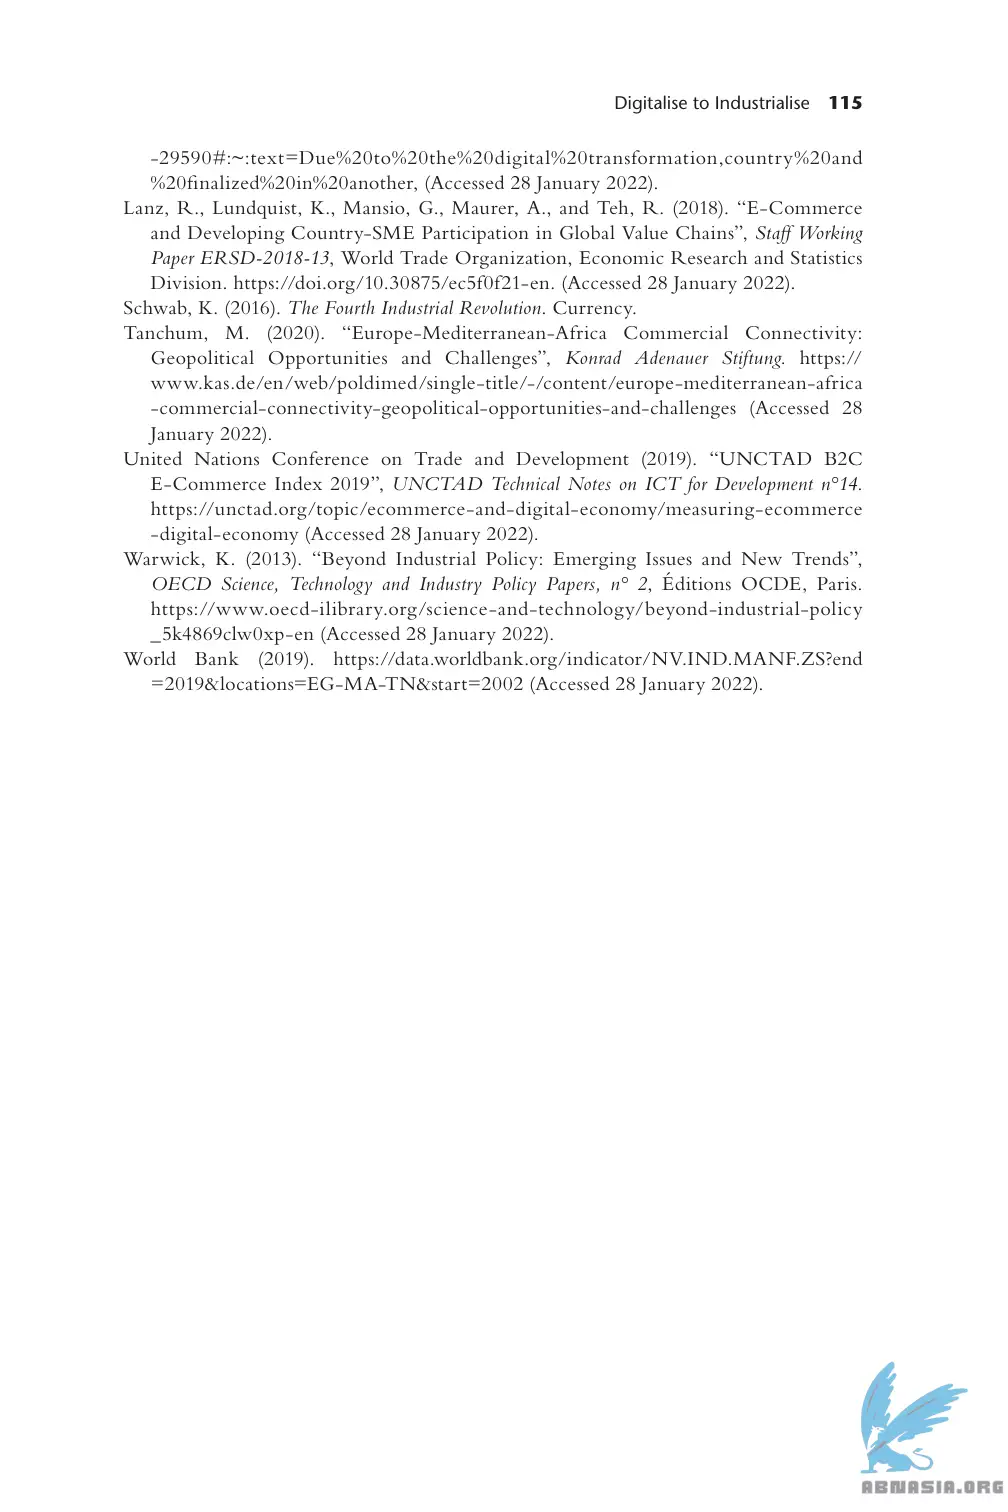 Digitalise to Industrialise 115
-29590#:~:text=Due%20to%20the%20digital%20transformation,country%20and
%20finalized%20in%20another, (Accessed 28 January 2022).
Lanz, R., Lundquist, K., Mansio, G., Maurer, A., and Teh, R. (2018). “E-Commerce
and Developing Country-SME Participation in Global Value Chains”, Staff Working
Paper ERSD-2018-13, World Trade Organization, Economic Research and Statistics
Division. https://doi.org/10.30875/ec5f0f21-en. (Accessed 28 January 2022).
Schwab, K. (2016). The Fourth Industrial Revolution. Currency.
Tanchum, M. (2020). “Europe-Mediterranean-Africa Commercial Connectivity:
Geopolitical Opportunities and Challenges”, Konrad Adenauer Stiftung. https://
www.kas.de/en/web/poldimed/single-title/-/content/europe-mediterranean-africa
-commercial-connectivity-geopolitical-opportunities-and-challenges (Accessed 28
January 2022).
United Nations Conference on Trade and Development (2019). “UNCTAD B2C
E-Commerce Index 2019”, UNCTAD Technical Notes on ICT for Development n°14.
https://unctad.org/topic/ecommerce-and-digital-economy/measuring-ecommerce
-digital-economy (Accessed 28 January 2022).
Warwick, K. (2013). “Beyond Industrial Policy: Emerging Issues and New Trends”,
OECD Science, Technology and Industry Policy Papers, n° 2, Éditions OCDE, Paris.
https://www.oecd-ilibrary.org/science-and-technology/beyond-industrial-policy
_5k4869clw0xp-en (Accessed 28 January 2022).
World Bank (2019). https://data.worldbank.org/indicator/NV.IND.MANF.ZS?end
=2019&locations=EG-MA-TN&start=2002 (Accessed 28 January 2022).
ABNASIA.ORG